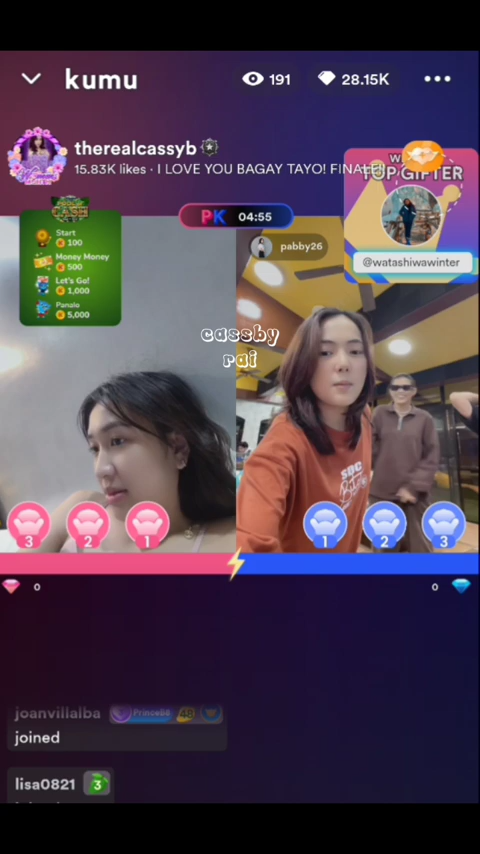 kumu
191
28.15K
therealcassyb
15.83K likes · I LOVE YOU BAGAY TAYO! FINALE!!
TOP GIFTER
@watashiwawinter
PK 04:55
pabby26
Start
100
Money Money
500
Let's Go!
1,000
Panalo
5,000
cassby
rai
3 2 1
1 2 3
0
0
joanvillalba Prince86 48
joined
lisa0821 3